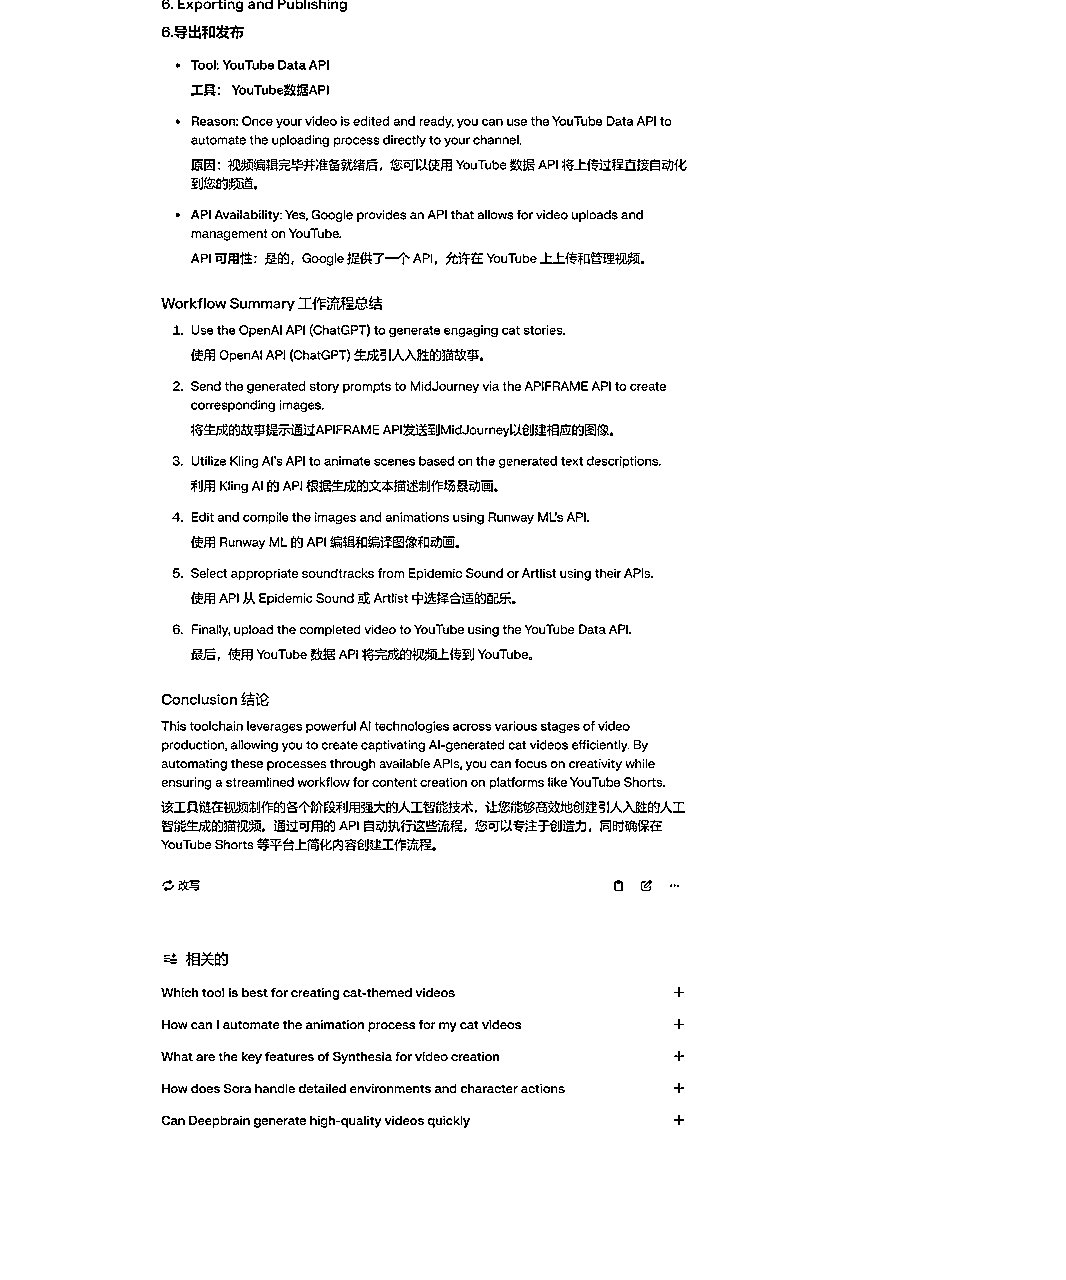 6. Exporting and Publishing
6.导出和发布
• Tool: YouTube Data API
工具： YouTube数据API
• Reason: Once your video is edited and ready, you can use the YouTube Data API to
automate the uploading process directly to your channel.
原因：视频编辑完毕并准备就绪后，您可以使用 YouTube 数据 API 将上传过程直接自动化
到您的频道。
• API Availability: Yes, Google provides an API that allows for video uploads and
management on YouTube.
API 可用性：是的，Google 提供了一个 API，允许在 YouTube 上上传和管理视频。
Workflow Summary 工作流程总结
1. Use the OpenAI API (ChatGPT) to generate engaging cat stories.
使用 OpenAI API (ChatGPT) 生成引人入胜的猫故事。
2. Send the generated story prompts to MidJourney via the APIFRAME API to create
corresponding images.
将生成的故事提示通过APIFRAME API发送到MidJourney以创建相应的图像。
3. Utilize Kling AI's API to animate scenes based on the generated text descriptions.
利用 Kling AI 的 API 根据生成的文本描述制作场景动画。
4. Edit and compile the images and animations using Runway ML's API.
使用 Runway ML 的 API 编辑和编译图像和动画。
5. Select appropriate soundtracks from Epidemic Sound or Artlist using their APIs.
使用 API 从 Epidemic Sound 或 Artlist 中选择合适的配乐。
6. Finally, upload the completed video to YouTube using the YouTube Data API.
最后，使用 YouTube 数据 API 将完成的视频上传到 YouTube。
Conclusion 结论
This toolchain leverages powerful AI technologies across various stages of video
production, allowing you to create captivating AI-generated cat videos efficiently. By
automating these processes through available APIs, you can focus on creativity while
ensuring a streamlined workflow for content creation on platforms like YouTube Shorts.
该工具链在视频制作的各个阶段利用强大的人工智能技术，让您能够高效地创建引人入胜的人工
智能生成的猫视频。通过可用的 API 自动执行这些流程，您可以专注于创造力，同时确保在
YouTube Shorts 等平台上简化内容创建工作流程。
改写
相关的
Which tool is best for creating cat-themed videos
How can I automate the animation process for my cat videos
What are the key features of Synthesia for video creation
How does Sora handle detailed environments and character actions
Can Deepbrain generate high-quality videos quickly